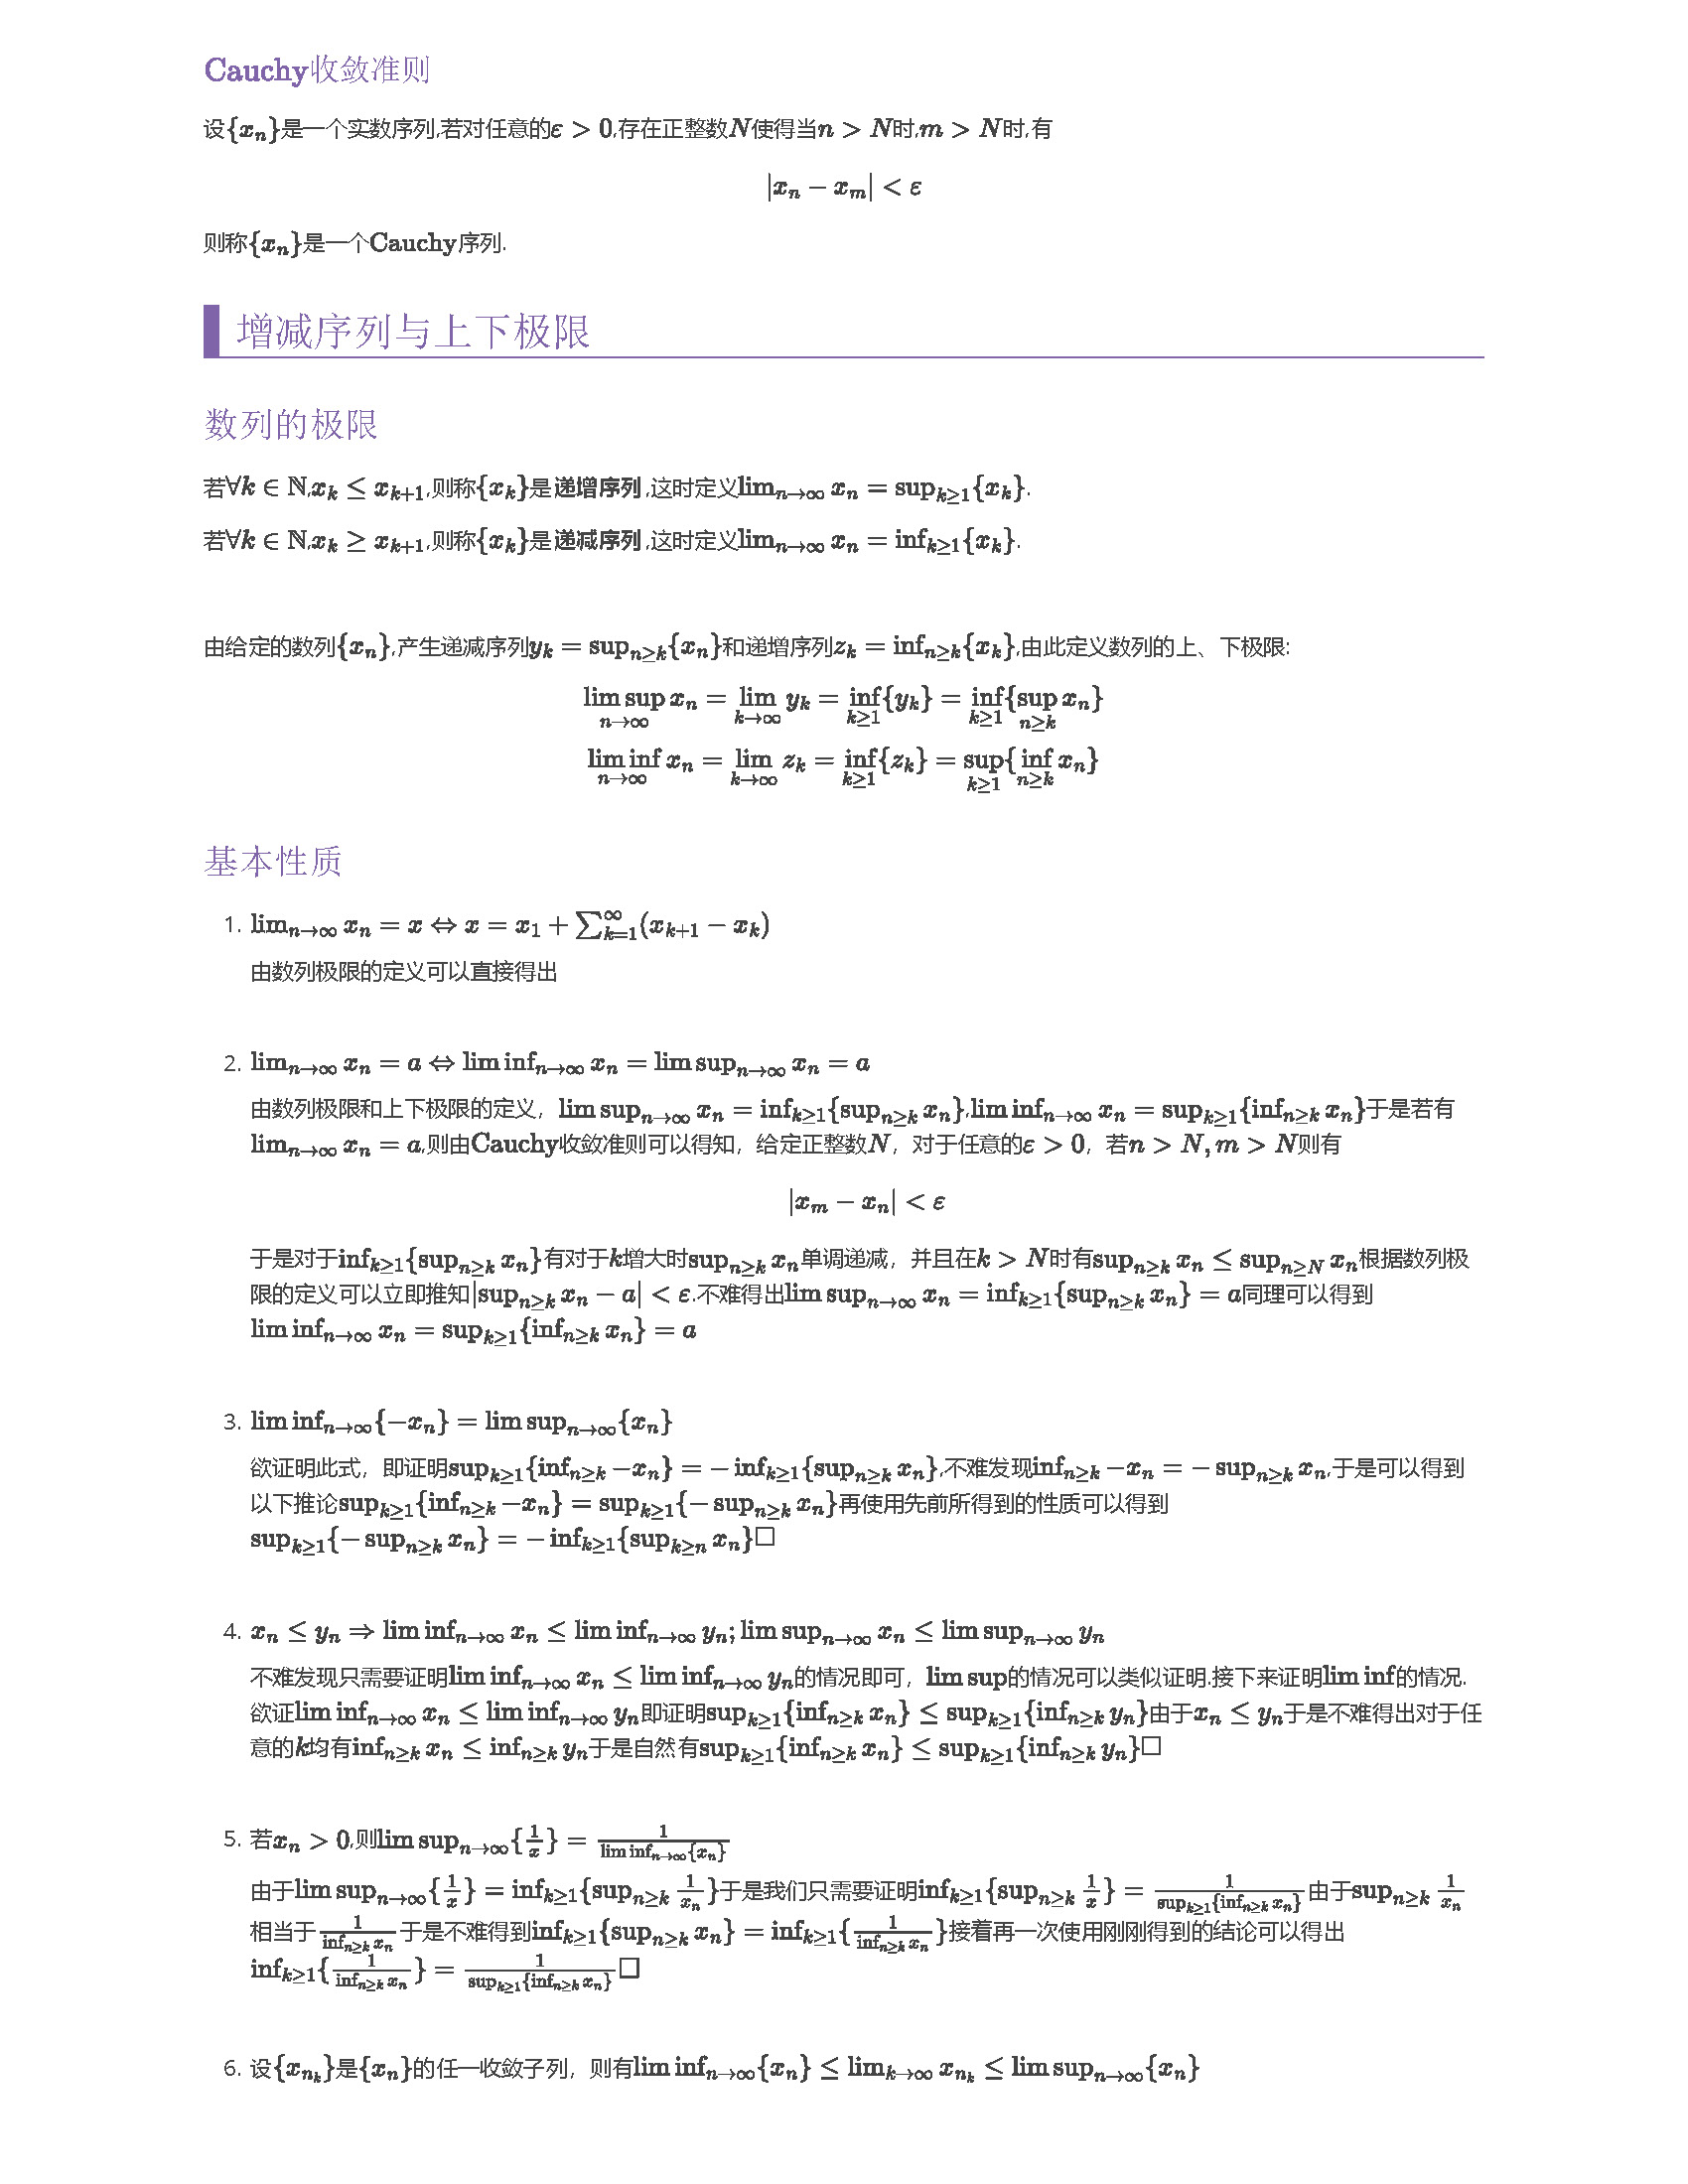 Cauchy收敛准则
设$\{x_n\}$是一个实数序列,若对任意的$\varepsilon > 0$,存在正整数$N$使得当$n > N$时,$m > N$时,有
$$|x_n - x_m| < \varepsilon$$
则称$\{x_n\}$是一个Cauchy序列.
增减序列与上下极限
数列的极限
若$\forall k \in \mathbb{N}$,$x_k \leq x_{k+1}$,则称$\{x_k\}$是递增序列,这时定义$\lim_{n\to\infty} x_n = \sup_{k\geq 1}\{x_k\}$.
若$\forall k \in \mathbb{N}$,$x_k \geq x_{k+1}$,则称$\{x_k\}$是递减序列,这时定义$\lim_{n\to\infty} x_n = \inf_{k\geq 1}\{x_k\}$.
由给定的数列$\{x_n\}$,产生递减序列$y_k = \sup_{n\geq k}\{x_n\}$和递增序列$z_k = \inf_{n\geq k}\{x_k\}$,由此定义数列的上、下极限:
$$\limsup_{n\to\infty} x_n = \lim_{k\to\infty} y_k = \inf_{k\geq 1}\{y_k\} = \inf_{k\geq 1}\{\sup_{n\geq k} x_n\}$$
$$\liminf_{n\to\infty} x_n = \lim_{k\to\infty} z_k = \inf_{k\geq 1}\{z_k\} = \sup_{k\geq 1}\{\inf_{n\geq k} x_n\}$$
基本性质
1. $\lim_{n\to\infty} x_n = x \Leftrightarrow x = x_1 + \sum_{k=1}^{\infty}(x_{k+1} - x_k)$
由数列极限的定义可以直接得出
2. $\lim_{n\to\infty} x_n = a \Leftrightarrow \liminf_{n\to\infty} x_n = \limsup_{n\to\infty} x_n = a$
由数列极限和上下极限的定义，$\limsup_{n\to\infty} x_n = \inf_{k\geq 1}\{\sup_{n\geq k} x_n\}$,$\liminf_{n\to\infty} x_n = \sup_{k\geq 1}\{\inf_{n\geq k} x_n\}$于是若有
$\lim_{n\to\infty} x_n = a$,则由Cauchy收敛准则可以得知，给定正整数$N$，对于任意的$\varepsilon > 0$，若$n > N, m > N$则有
$$|x_m - x_n| < \varepsilon$$
于是对于$\inf_{k\geq 1}\{\sup_{n\geq k} x_n\}$有对于$k$增大时$\sup_{n\geq k} x_n$单调递减，并且在$k > N$时有$\sup_{n\geq k} x_n \leq \sup_{n\geq N} x_n$根据数列极
限的定义可以立即推知$|\sup_{n\geq k} x_n - a| < \varepsilon$.不难得出$\limsup_{n\to\infty} x_n = \inf_{k\geq 1}\{\sup_{n\geq k} x_n\} = a$同理可以得到
$\liminf_{n\to\infty} x_n = \sup_{k\geq 1}\{\inf_{n\geq k} x_n\} = a$
3. $\liminf_{n\to\infty}\{-x_n\} = \limsup_{n\to\infty}\{x_n\}$
欲证明此式，即证明$\sup_{k\geq 1}\{\inf_{n\geq k} -x_n\} = -\inf_{k\geq 1}\{\sup_{n\geq k} x_n\}$,不难发现$\inf_{n\geq k} -x_n = -\sup_{n\geq k} x_n$,于是可以得到
以下推论$\sup_{k\geq 1}\{\inf_{n\geq k} -x_n\} = \sup_{k\geq 1}\{-\sup_{n\geq k} x_n\}$再使用先前所得到的性质可以得到
$\sup_{k\geq 1}\{-\sup_{n\geq k} x_n\} = -\inf_{k\geq 1}\{\sup_{k\geq n} x_n\}$□
4. $x_n \leq y_n \Rightarrow \liminf_{n\to\infty} x_n \leq \liminf_{n\to\infty} y_n; \limsup_{n\to\infty} x_n \leq \limsup_{n\to\infty} y_n$
不难发现只需要证明$\liminf_{n\to\infty} x_n \leq \liminf_{n\to\infty} y_n$的情况即可，$\limsup$的情况可以类似证明.接下来证明$\liminf$的情况.
欲证$\liminf_{n\to\infty} x_n \leq \liminf_{n\to\infty} y_n$即证明$\sup_{k\geq 1}\{\inf_{n\geq k} x_n\} \leq \sup_{k\geq 1}\{\inf_{n\geq k} y_n\}$由于$x_n \leq y_n$于是不难得出对于任
意的$k$均有$\inf_{n\geq k} x_n \leq \inf_{n\geq k} y_n$于是自然有$\sup_{k\geq 1}\{\inf_{n\geq k} x_n\} \leq \sup_{k\geq 1}\{\inf_{n\geq k} y_n\}$□
5. 若$x_n > 0$,则$\limsup_{n\to\infty}\{\frac{1}{x}\} = \frac{1}{\liminf_{n\to\infty}\{x_n\}}$
由于$\limsup_{n\to\infty}\{\frac{1}{x}\} = \inf_{k\geq 1}\{\sup_{n\geq k} \frac{1}{x_n}\}$于是我们只需要证明$\inf_{k\geq 1}\{\sup_{n\geq k} \frac{1}{x}\} = \frac{1}{\sup_{k\geq 1}\{\inf_{n\geq k} x_n\}}$由于$\sup_{n\geq k} \frac{1}{x_n}$
相当于$\frac{1}{\inf_{n\geq k} x_n}$于是不难得到$\inf_{k\geq 1}\{\sup_{n\geq k} x_n\} = \inf_{k\geq 1}\{\frac{1}{\inf_{n\geq k} x_n}\}$接着再一次使用刚刚得到的结论可以得出
$\inf_{k\geq 1}\{\frac{1}{\inf_{n\geq k} x_n}\} = \frac{1}{\sup_{k\geq 1}\{\inf_{n\geq k} x_n\}}$□
6. 设$\{x_{n_k}\}$是$\{x_n\}$的任一收敛子列，则有$\liminf_{n\to\infty}\{x_n\} \leq \lim_{k\to\infty} x_{n_k} \leq \limsup_{n\to\infty}\{x_n\}$